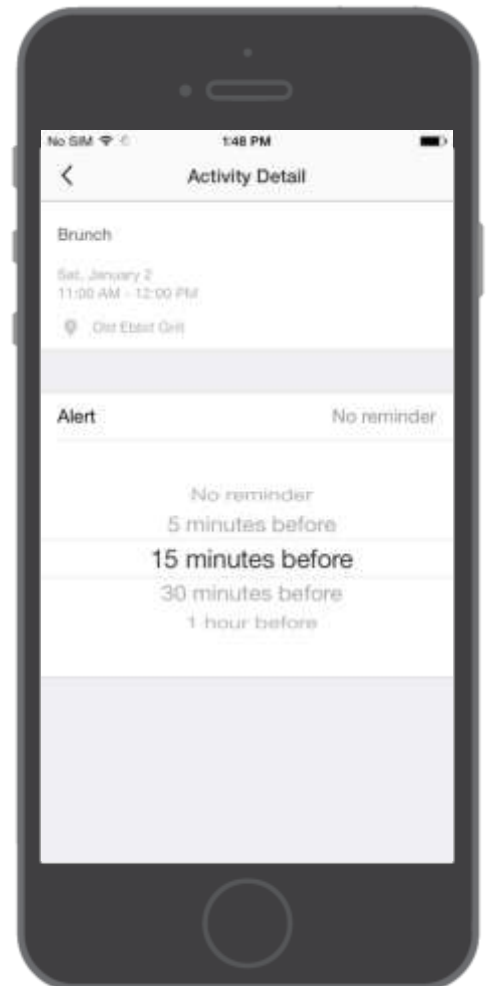 No SIM 1:48 PM
Activity Detail
Brunch
Sat, January 2
11:00 AM - 12:00 PM
Old Ebbit Grill
Alert No reminder
No reminder
5 minutes before
15 minutes before
30 minutes before
1 hour before